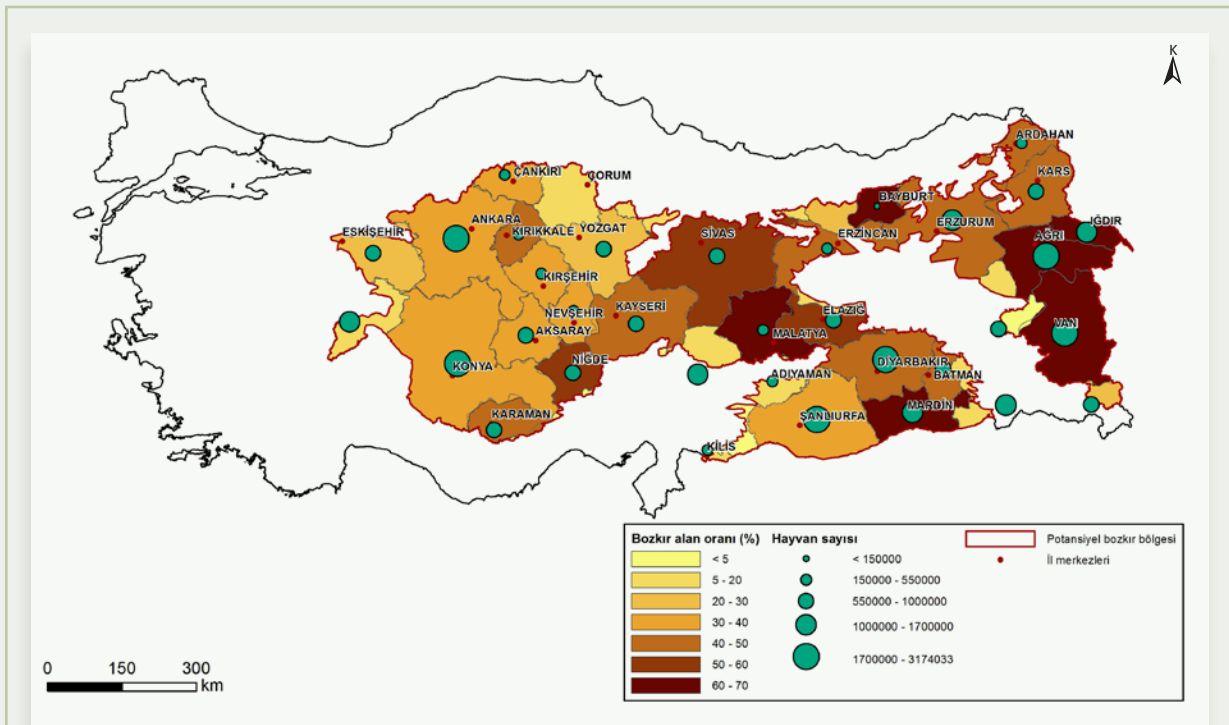 K
ARDAHAN
KARS
ÇANKIRI
ÇORUM
BAYBURT
ANKARA
ERZURUM
IĞDIR
ESKİŞEHİR
KIRIKKALE
YOZGAT
SİVAS
ERZİNCAN
AĞRI
KIRŞEHİR
KAYSERİ
ELAZIĞ
NEVŞEHİR
VAN
AKSARAY
MALATYA
NİĞDE
DİYARBAKIR
KONYA
ADIYAMAN
BATMAN
KARAMAN
ŞANLIURFA
MARDİN
KİLİS
Bozkır alan oranı (%)
< 5
5 - 20
20 - 30
30 - 40
40 - 50
50 - 60
60 - 70
Hayvan sayısı
< 150000
150000 - 550000
550000 - 1000000
1000000 - 1700000
1700000 - 3174033
Potansiyel bozkır bölgesi
İl merkezleri
0 150 300
km